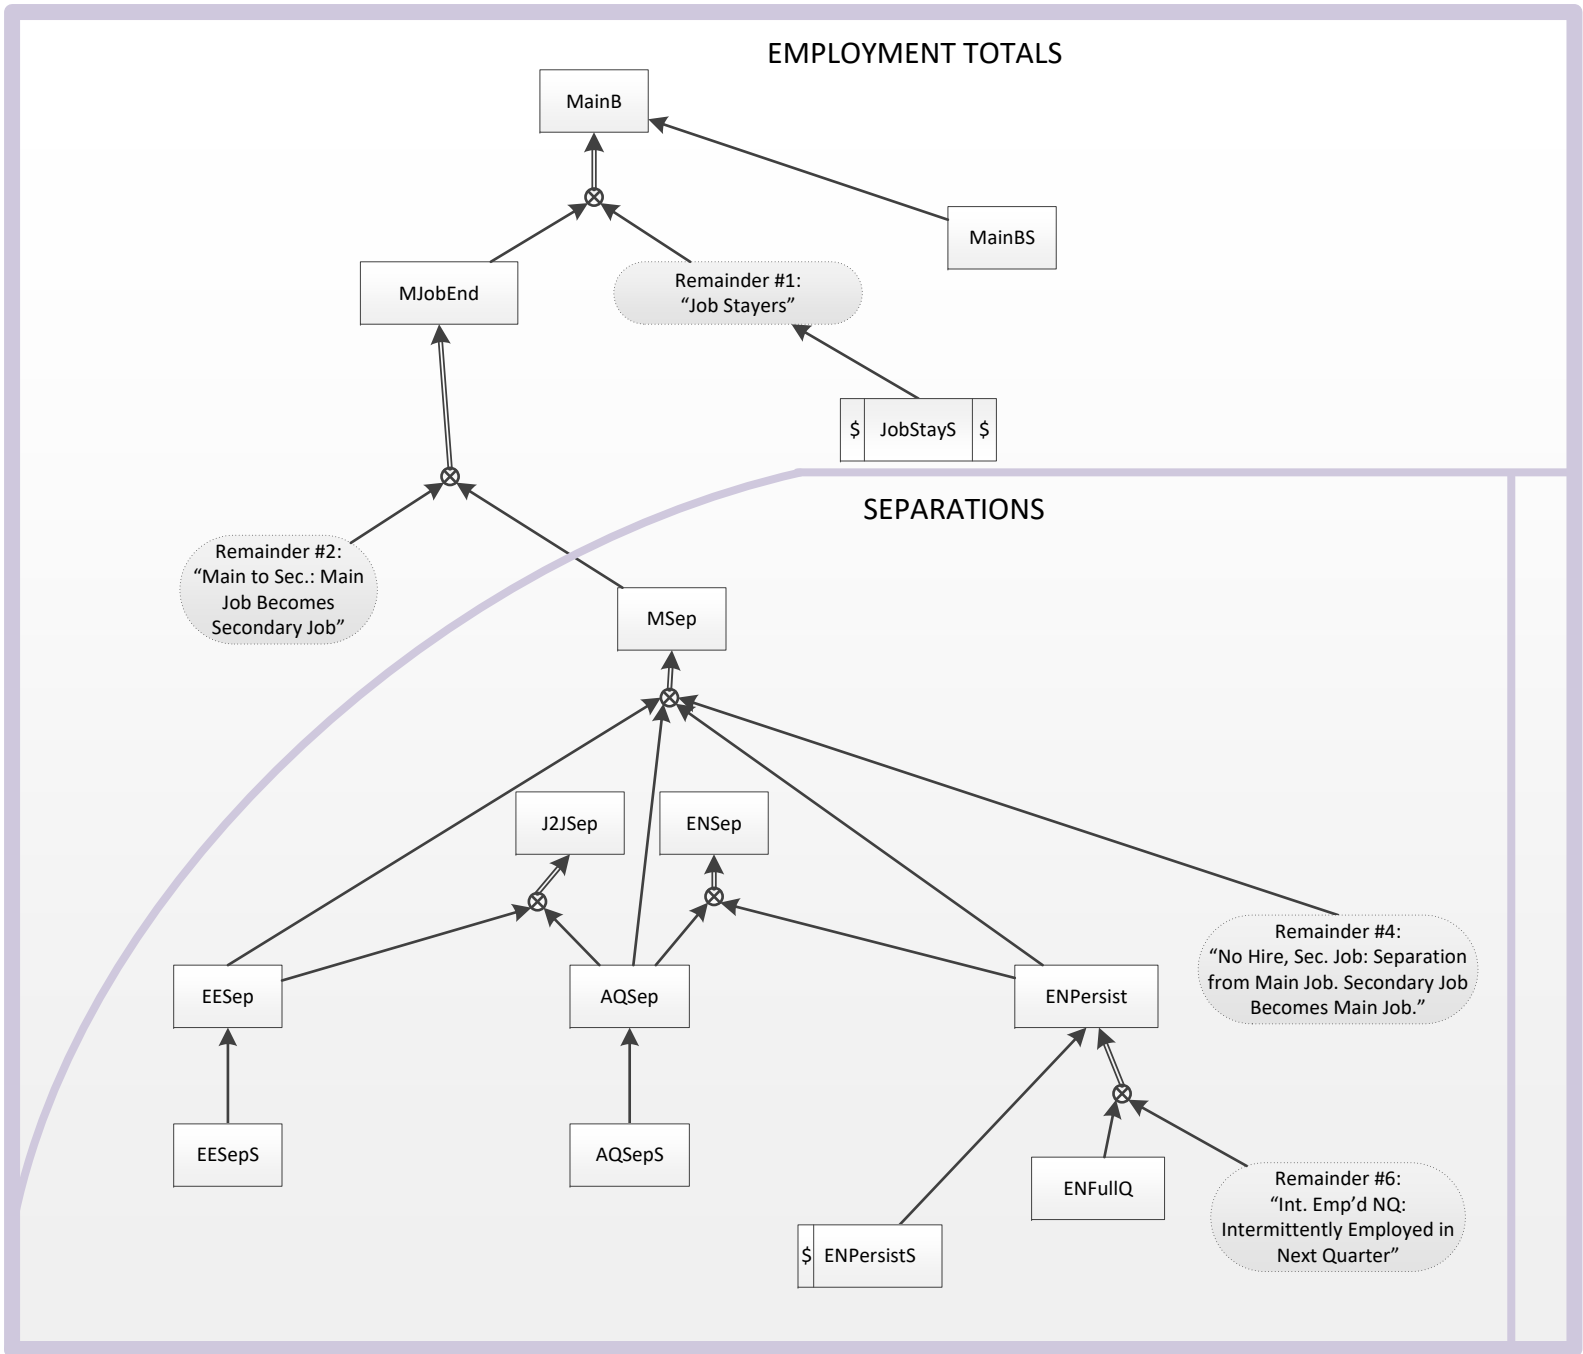 EMPLOYMENT TOTALS
MainB
MainBS
MJobEnd
Remainder #1:
“Job Stayers”
$ JobStayS $
SEPARATIONS
Remainder #2:
“Main to Sec.: Main
Job Becomes
Secondary Job”
MSep
J2JSep
ENSep
EESep
AQSep
ENPersist
Remainder #4:
“No Hire, Sec. Job: Separation
from Main Job. Secondary Job
Becomes Main Job.”
EESepS
AQSepS
ENFullQ
Remainder #6:
“Int. Emp’d NQ:
Intermittently Employed in
Next Quarter”
$ ENPersistS